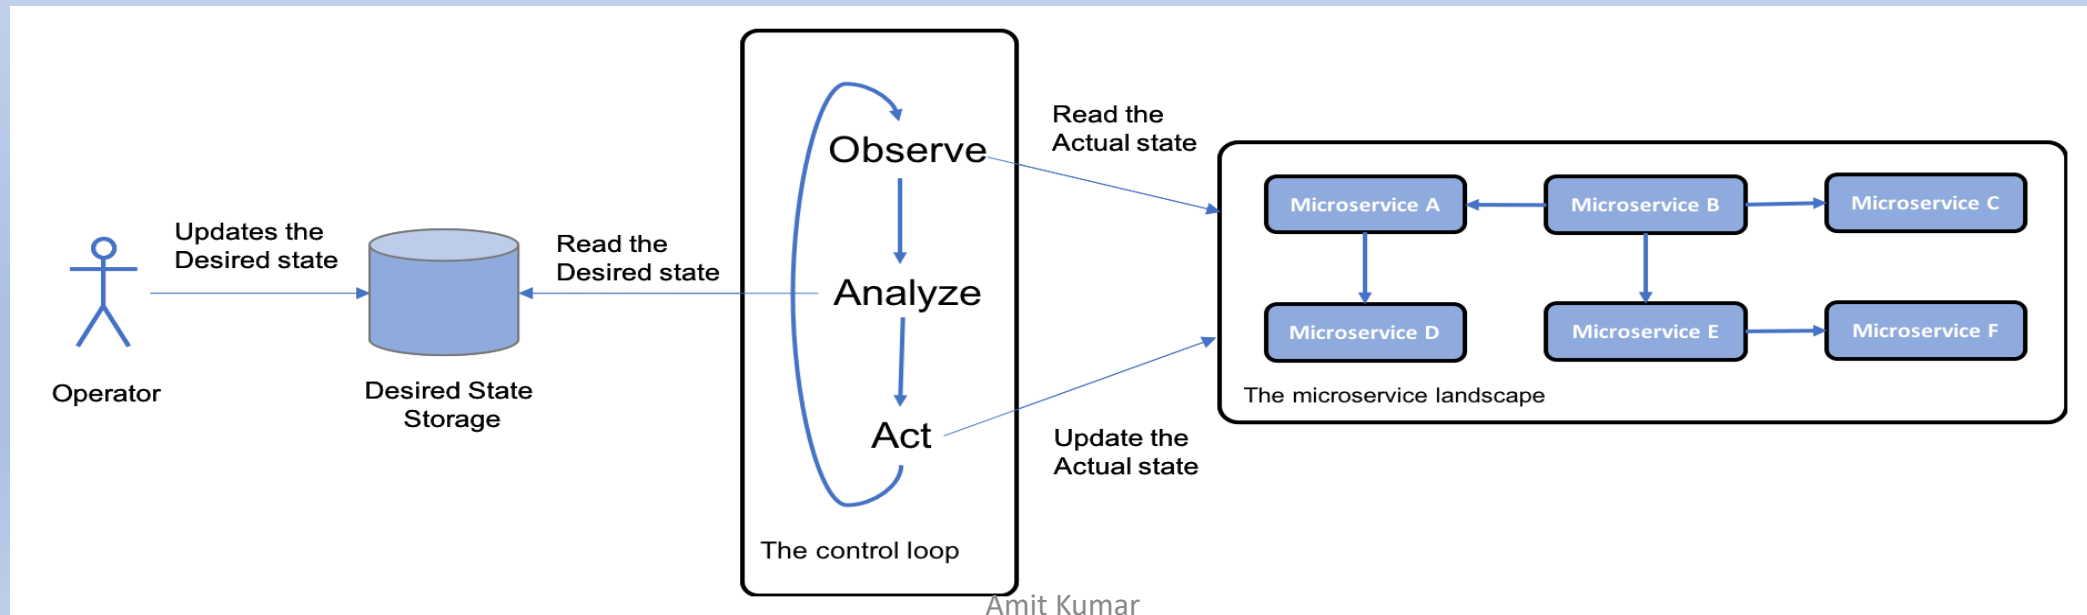 Updates the
Desired state
Operator
Desired State
Storage
Read the
Desired state
Observe
Analyze
Act
The control loop
Read the
Actual state
Update the
Actual state
Microservice A
Microservice B
Microservice C
Microservice D
Microservice E
Microservice F
The microservice landscape
Amit Kumar